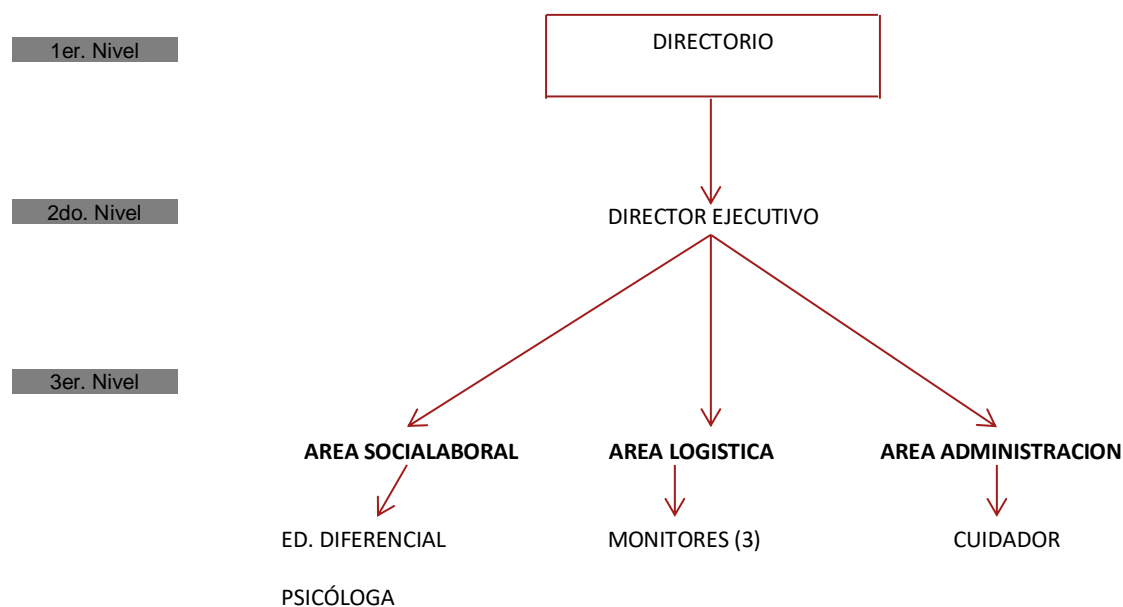 1er. Nivel
DIRECTORIO
2do. Nivel
DIRECTOR EJECUTIVO
3er. Nivel
AREA SOCIALABORAL
AREA LOGISTICA
AREA ADMINISTRACION
ED. DIFERENCIAL
MONITORES (3)
CUIDADOR
PSICÓLOGA